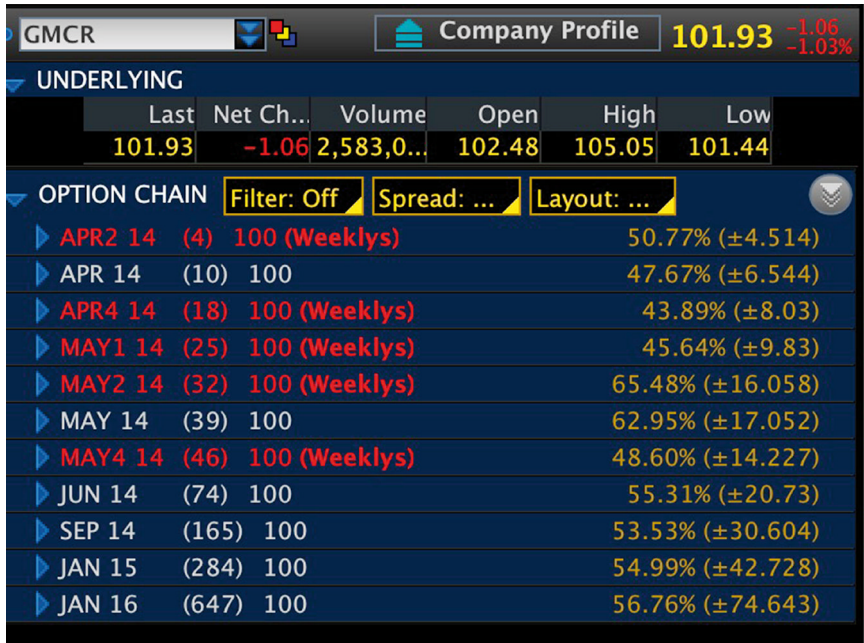 GMCR Company Profile 101.93 -1.06 -1.03%
UNDERLYING
Last Net Ch... Volume Open High Low
101.93 -1.06 2,583,0... 102.48 105.05 101.44
OPTION CHAIN Filter: Off Spread: ... Layout: ...
APR2 14 (4) 100 (Weeklys) 50.77% (±4.514)
APR 14 (10) 100 47.67% (±6.544)
APR4 14 (18) 100 (Weeklys) 43.89% (±8.03)
MAY1 14 (25) 100 (Weeklys) 45.64% (±9.83)
MAY2 14 (32) 100 (Weeklys) 65.48% (±16.058)
MAY 14 (39) 100 62.95% (±17.052)
MAY4 14 (46) 100 (Weeklys) 48.60% (±14.227)
JUN 14 (74) 100 55.31% (±20.73)
SEP 14 (165) 100 53.53% (±30.604)
JAN 15 (284) 100 54.99% (±42.728)
JAN 16 (647) 100 56.76% (±74.643)